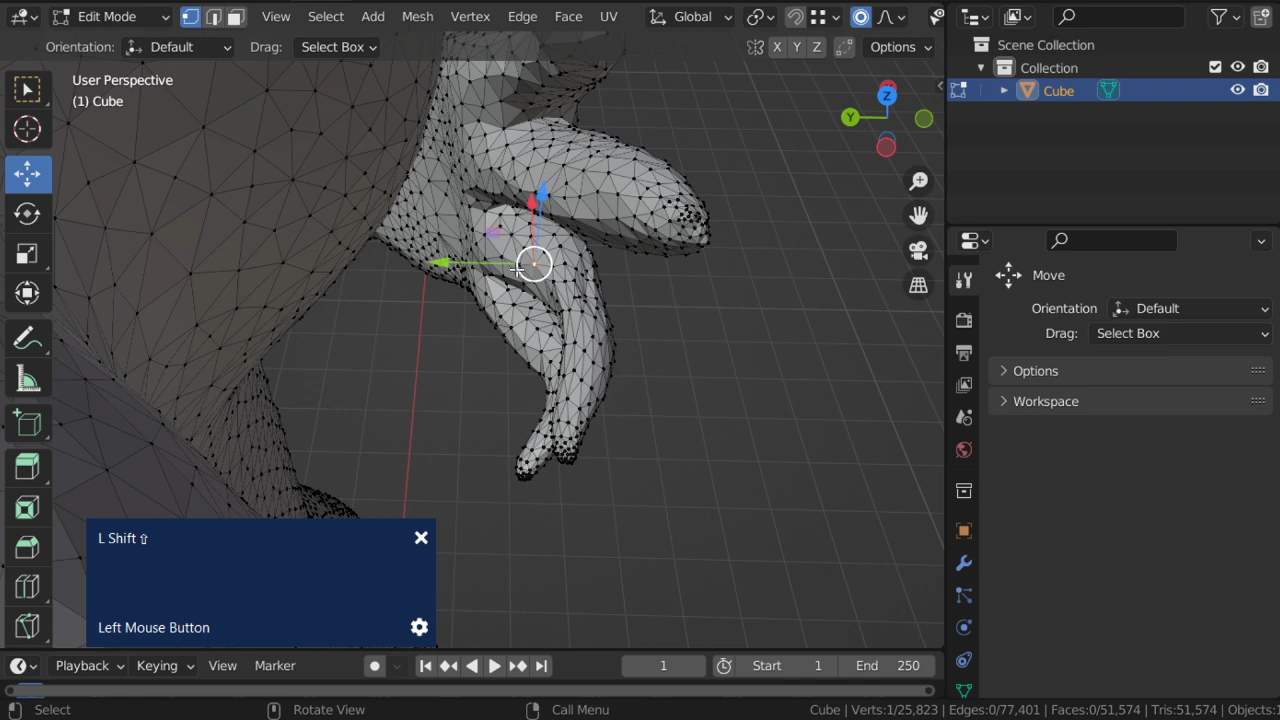 Edit Mode View Select Add Mesh Vertex Edge Face UV Global
Orientation: Default Drag: Select Box X Y Z Options
User Perspective
(1) Cube
Z
Y
Scene Collection
Collection
Cube
Move
Orientation Default
Drag: Select Box
Options
Workspace
L Shift ⇧
Left Mouse Button
Playback Keying View Marker 1 Start 1 End 250
Select Rotate View Call Menu Cube | Verts:1/25,823 | Edges:0/77,401 | Faces:0/51,574 | Tris:51,574 | Objects:1